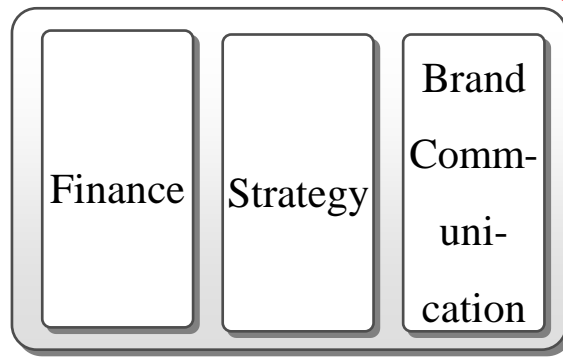 Finance
Strategy
Brand
Comm-
uni-
cation